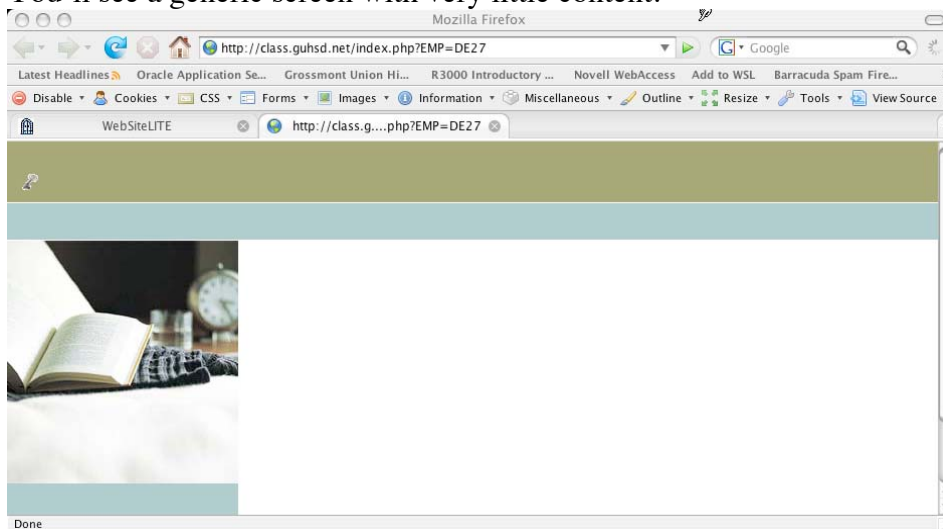 You'll see a generic screen with very little content.
Mozilla Firefox
http://class.guhsd.net/index.php?EMP=DE27
G Google
Latest Headlines Oracle Application Se... Grossmont Union Hi... R3000 Introductory ... Novell WebAccess Add to WSL Barracuda Spam Fire...
Disable Cookies CSS Forms Images Information Miscellaneous Outline Resize Tools View Source
WebSiteLITE http://class.g....php?EMP=DE27
Done